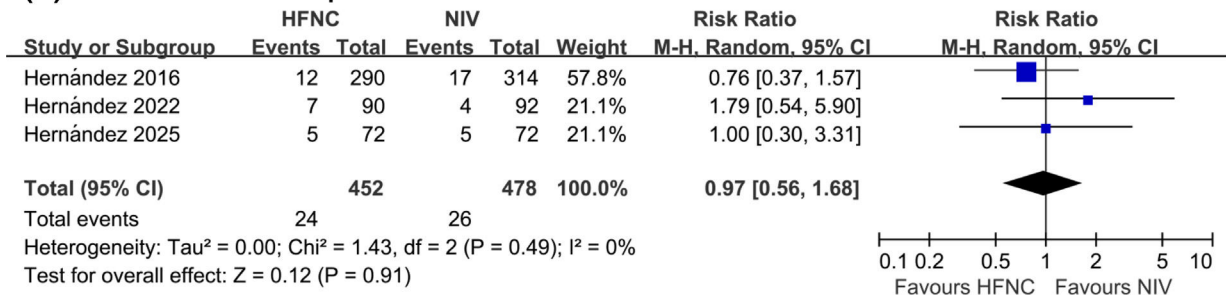 HFNC NIV Risk Ratio Risk Ratio
Study or Subgroup Events Total Events Total Weight M-H, Random, 95% CI M-H, Random, 95% CI
Hernández 2016 12 290 17 314 57.8% 0.76 [0.37, 1.57]
Hernández 2022 7 90 4 92 21.1% 1.79 [0.54, 5.90]
Hernández 2025 5 72 5 72 21.1% 1.00 [0.30, 3.31]
Total (95% CI) 452 478 100.0% 0.97 [0.56, 1.68]
Total events 24 26
Heterogeneity: Tau² = 0.00; Chi² = 1.43, df = 2 (P = 0.49); I² = 0%
Test for overall effect: Z = 0.12 (P = 0.91)
0.1 0.2 0.5 1 2 5 10
Favours HFNC Favours NIV